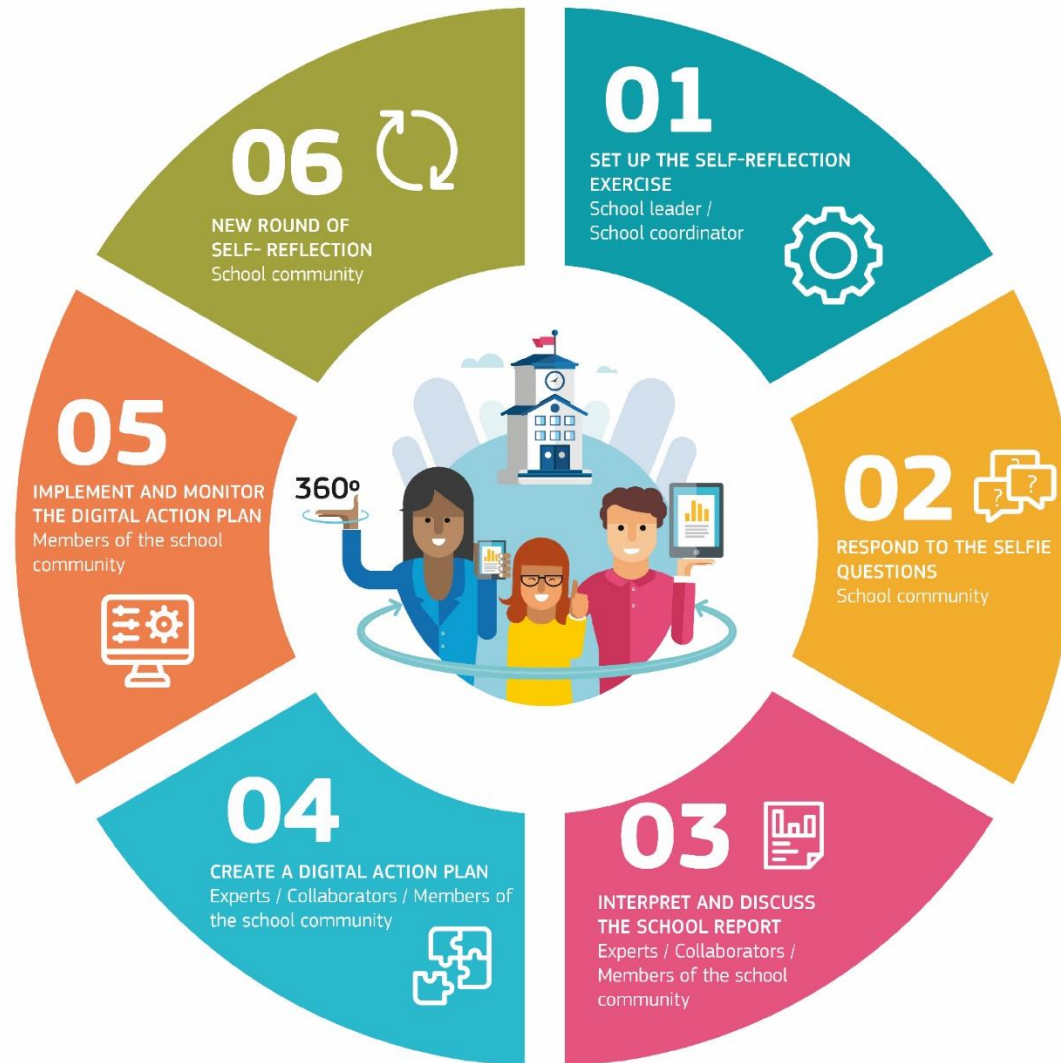 01
SET UP THE SELF-REFLECTION
EXERCISE
School leader /
School coordinator
02
? ?
RESPOND TO THE SELFIE
QUESTIONS
School community
03
INTERPRET AND DISCUSS
THE SCHOOL REPORT
Experts / Collaborators /
Members of the school
community
04
CREATE A DIGITAL ACTION PLAN
Experts / Collaborators / Members of
the school community
05
IMPLEMENT AND MONITOR
THE DIGITAL ACTION PLAN
Members of the school
community
06
NEW ROUND OF
SELF- REFLECTION
School community
360º